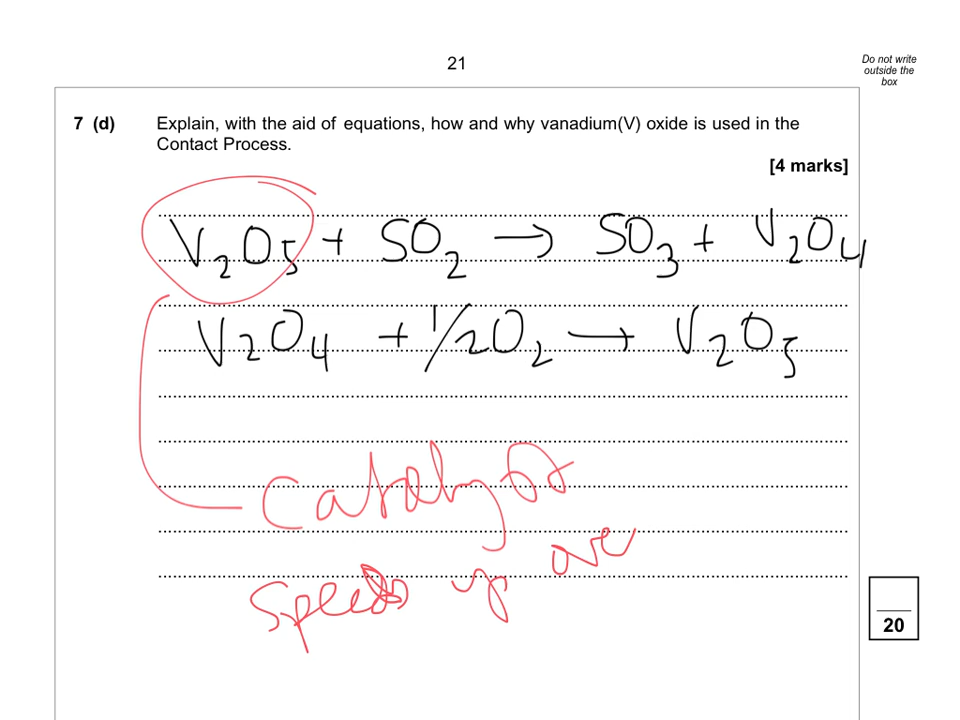 21
Do not write
outside the
box
7 (d) Explain, with the aid of equations, how and why vanadium(V) oxide is used in the
Contact Process.
[4 marks]
V₂O₅ + SO₂ → SO₃ + V₂O₄
V₂O₄ + 1/2O₂ → V₂O₅
Catalyst
Speeds up
20